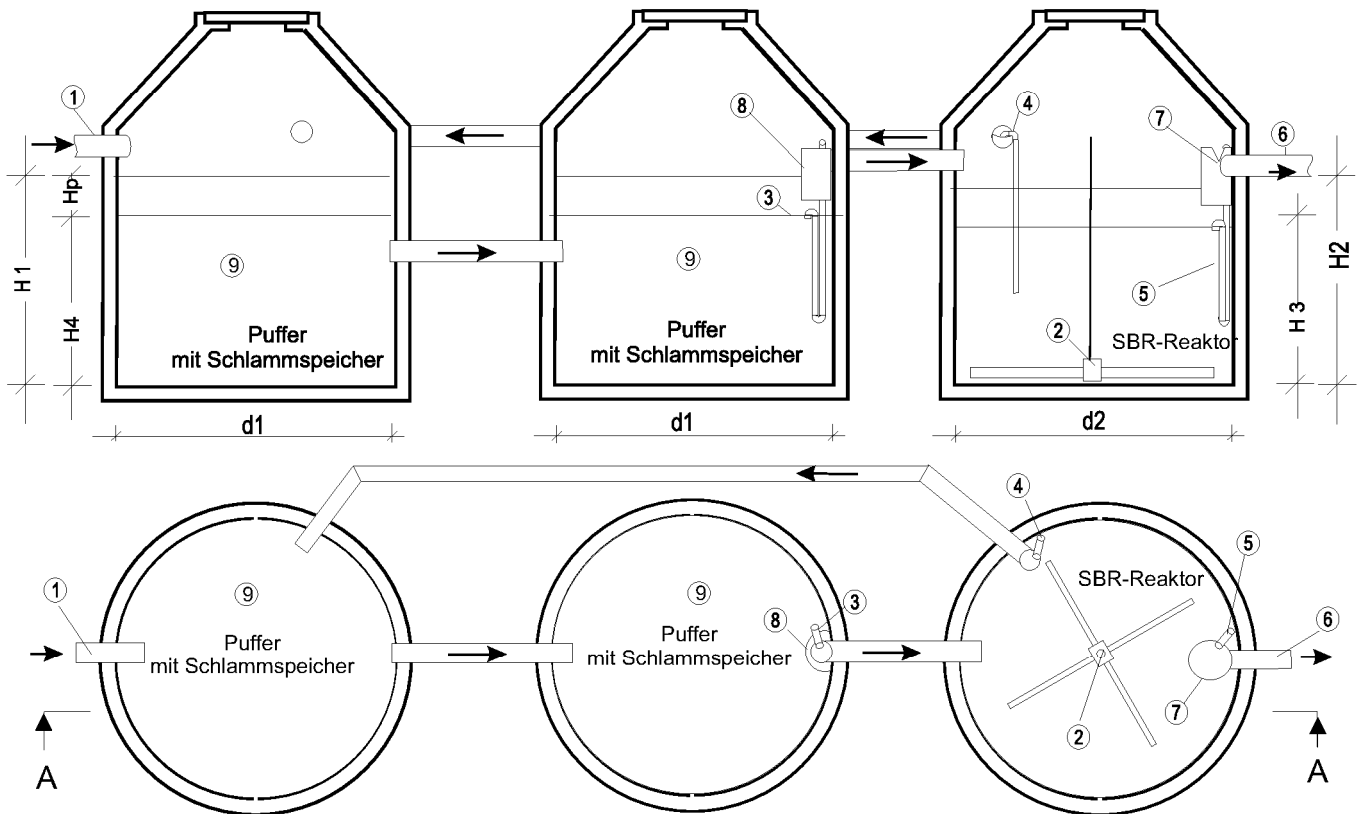 1
8
4
7
6
Hp
3
H 1
H4
9
9
5
H2
H 3
2
Puffer
mit Schlammspeicher
Puffer
mit Schlammspeicher
SBR-Reaktor
d1
d1
d2
4
1
9
9
3
8
SBR-Reaktor
5
6
Puffer
mit Schlammspeicher
Puffer
mit Schlammspeicher
7
2
A
A